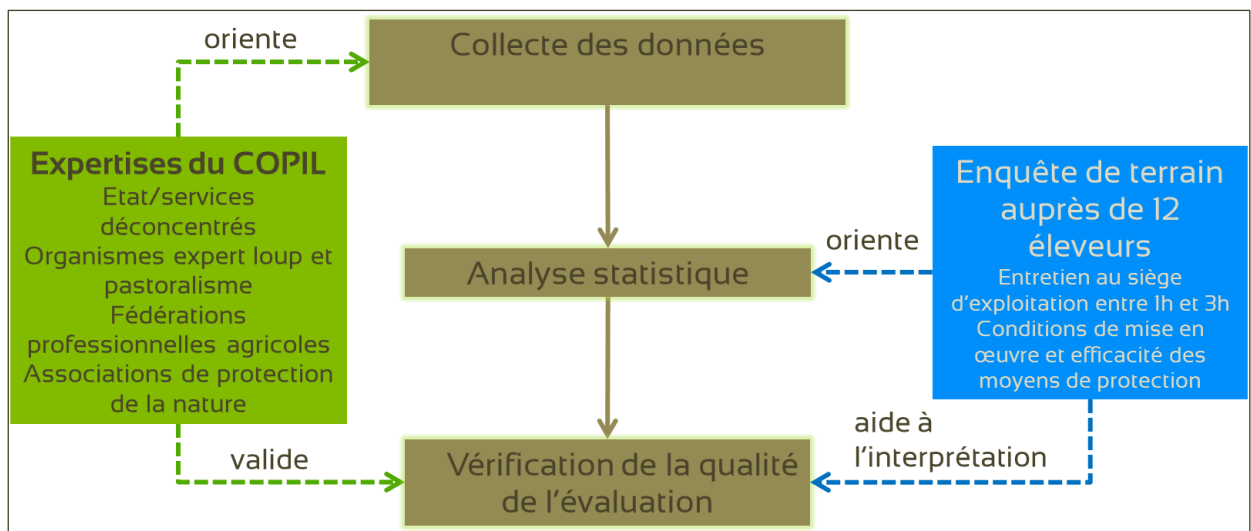 oriente
Collecte des données
Expertises du COPIL
Etat/services
déconcentrés
Organismes expert loup et
pastoralisme
Fédérations
professionnelles agricoles
Associations de protection
de la nature
Enquête de terrain
auprès de 12
éleveurs
Entretien au siège
d'exploitation entre 1h et 3h
Conditions de mise en
œuvre et efficacité des
moyens de protection
oriente
Analyse statistique
aide à
l'interprétation
valide
Vérification de la qualité
de l'évaluation